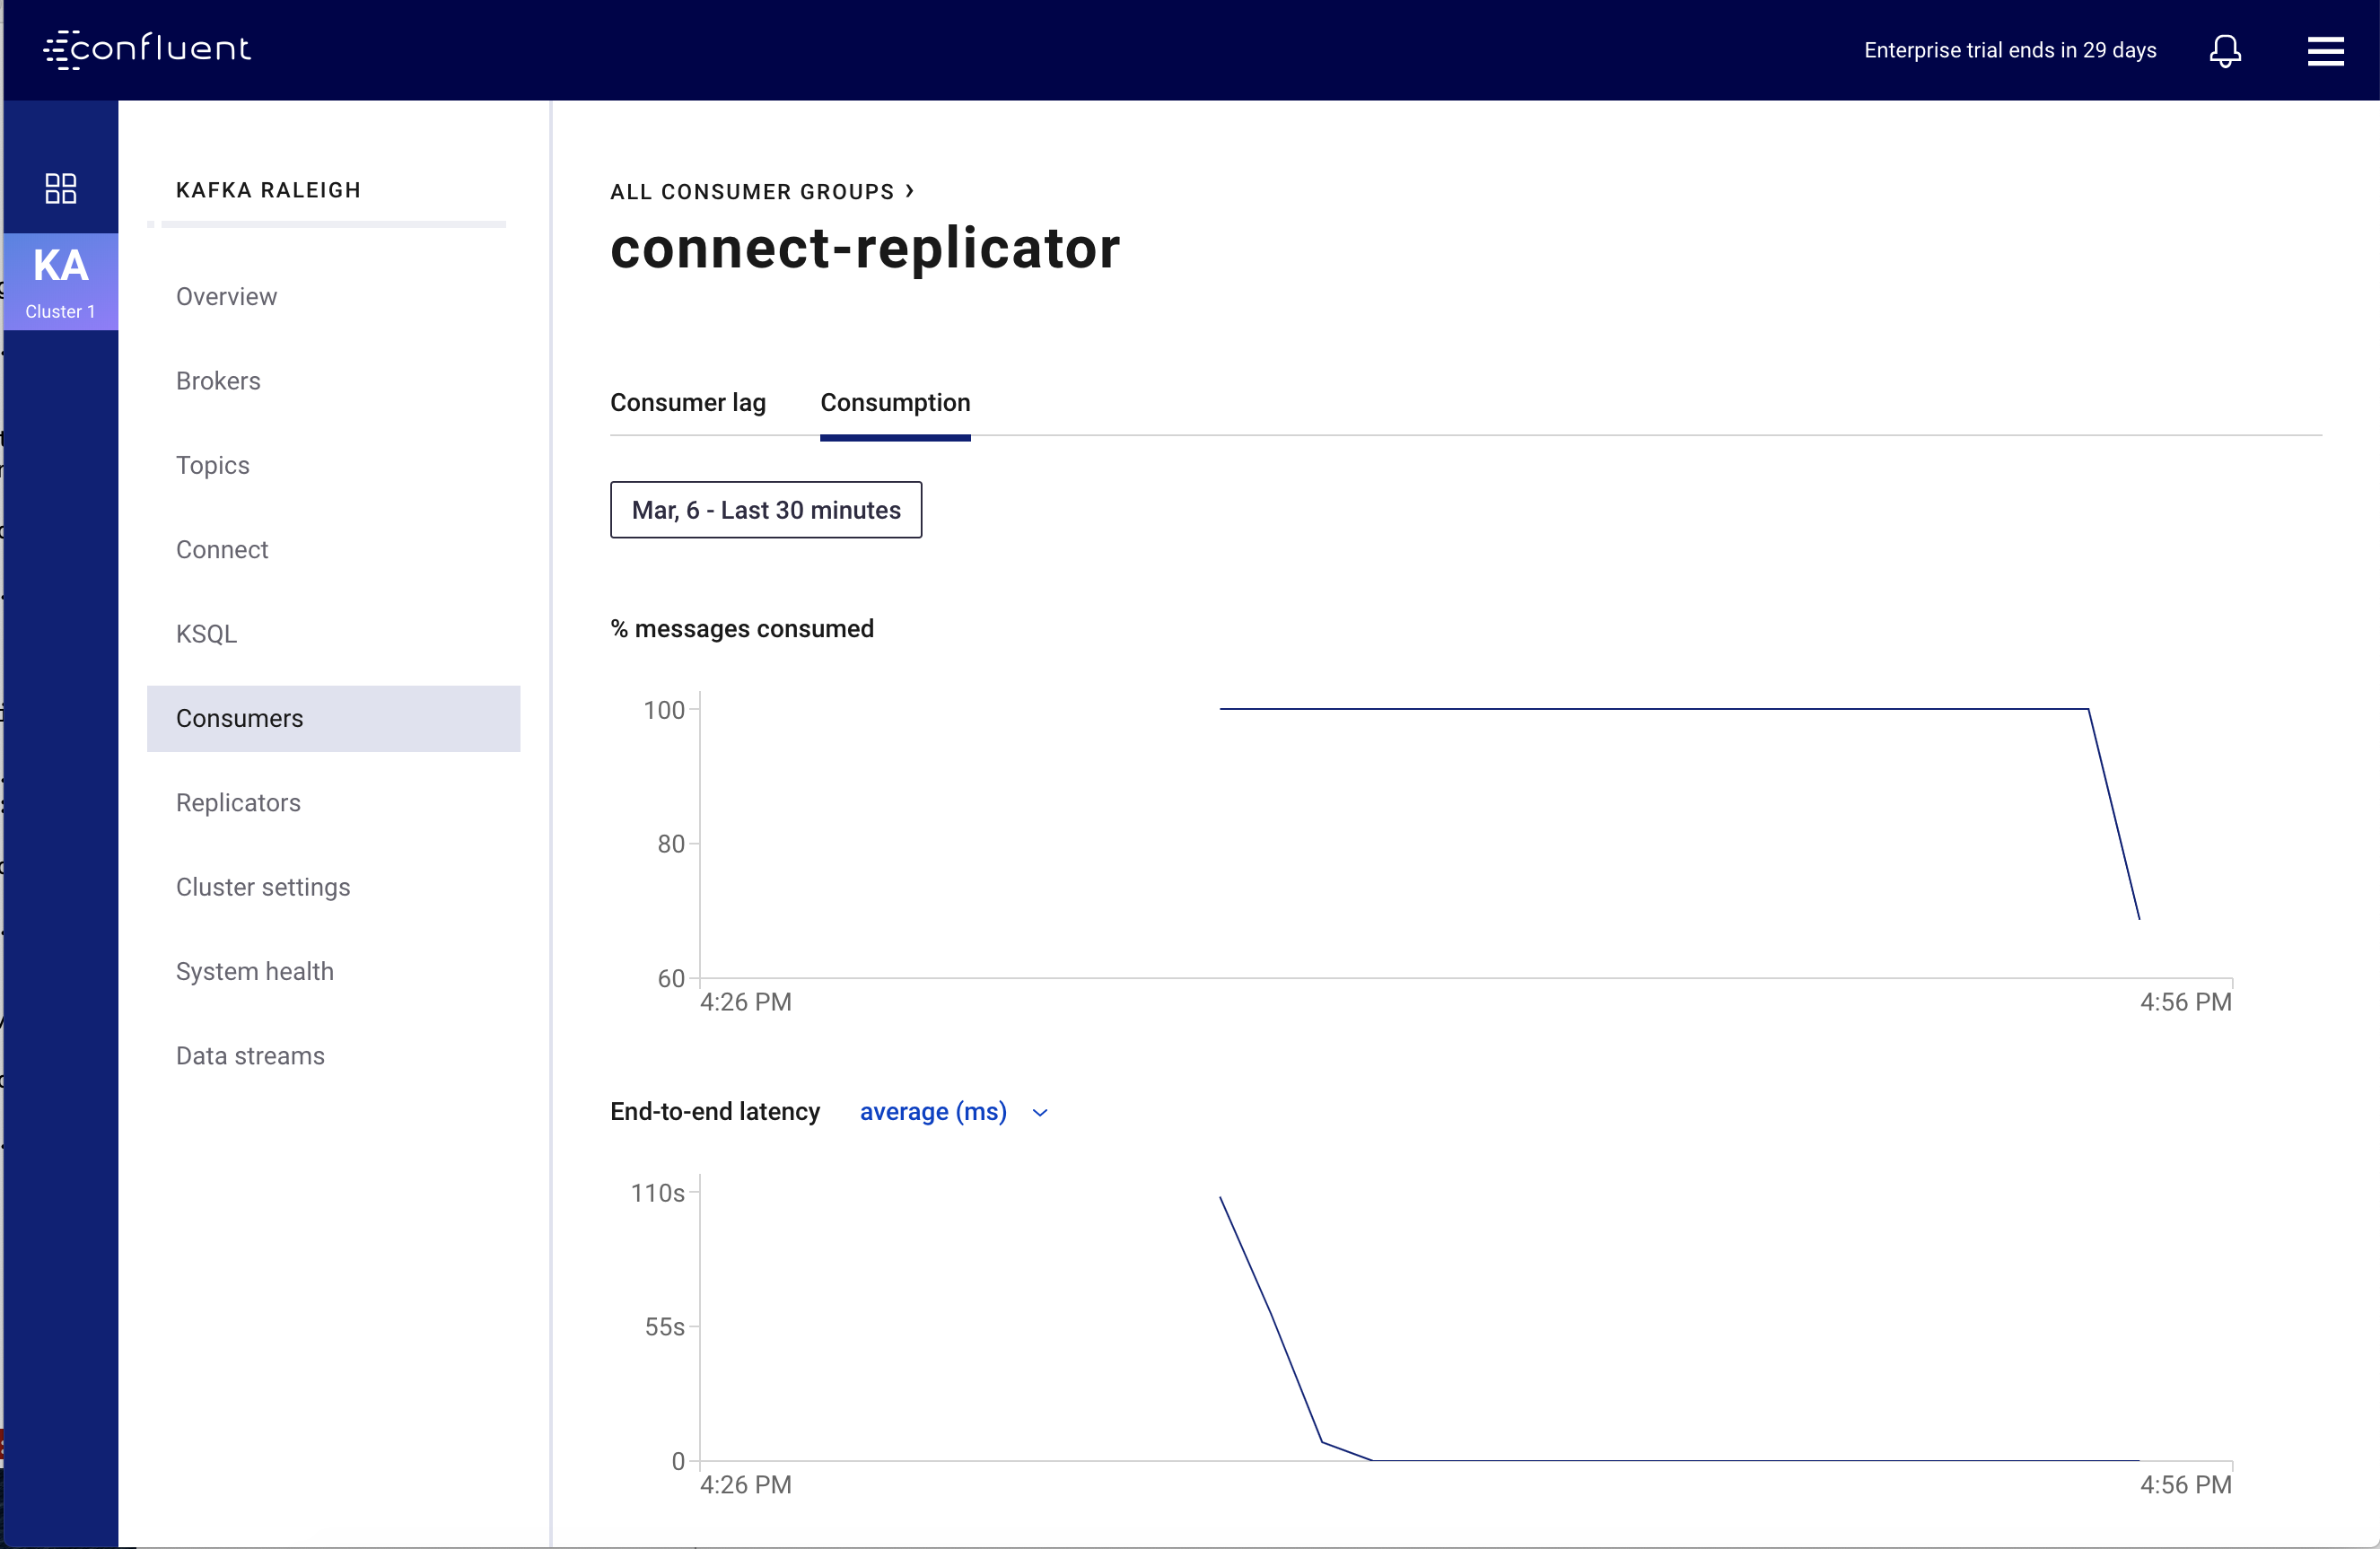 confluent
Enterprise trial ends in 29 days
KA
Cluster 1
KAFKA RALEIGH
Overview
Brokers
Topics
Connect
KSQL
Consumers
Replicators
Cluster settings
System health
Data streams
ALL CONSUMER GROUPS ›
connect-replicator
Consumer lag Consumption
Mar, 6 - Last 30 minutes
% messages consumed
100
80
60
4:26 PM 4:56 PM
End-to-end latency average (ms)
110s
55s
0
4:26 PM 4:56 PM